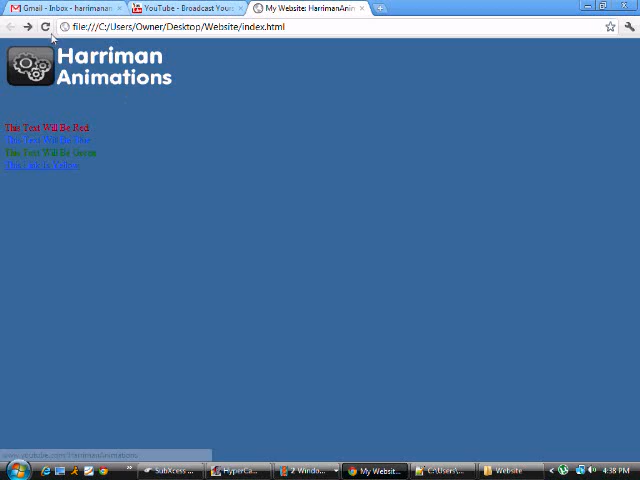 Gmail - Inbox - harrimanan
YouTube - Broadcast Your
My Website: HarrimanAnim
file:///C:/Users/Owner/Desktop/Website/index.html
Harriman
Animations
This Text Will Be Red
This Text Will Be Blue
This Text Will Be Green
This Link Is Yellow
www.youtube.com/HarrimanAnimations
SubXcess
HyperCa...
2 Windo...
My Websit...
C:\Users\...
Website
4:38 PM